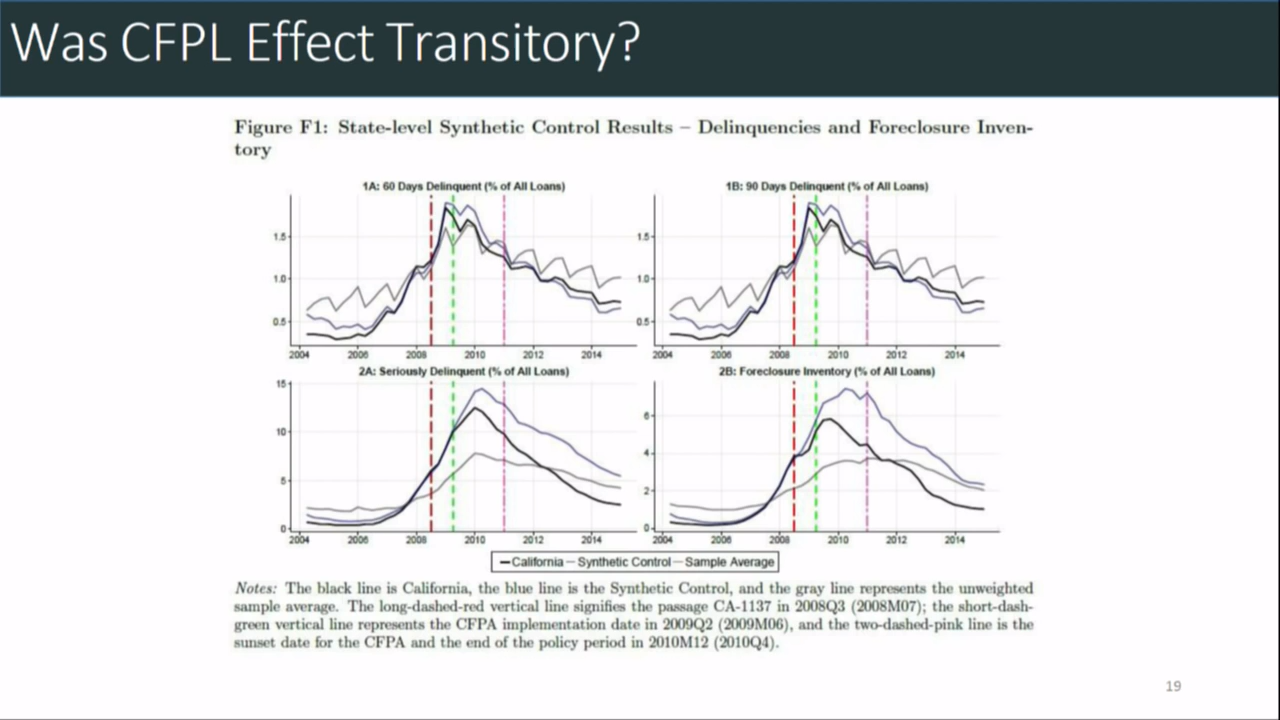 Was CFPL Effect Transitory?
Figure F1: State-level Synthetic Control Results – Delinquencies and Foreclosure Inven-
tory
1A: 60 Days Delinquent (% of All Loans)
1.5
1.0
0.5
2004 2006 2008 2010 2012 2014
1B: 90 Days Delinquent (% of All Loans)
1.5
1.0
0.5
2004 2006 2008 2010 2012 2014
2A: Seriously Delinquent (% of All Loans)
15
10
5
0
2004 2006 2008 2010 2012 2014
2B: Foreclosure Inventory (% of All Loans)
6
4
2
0
2004 2006 2008 2010 2012 2014
California Synthetic Control Sample Average
Notes: The black line is California, the blue line is the Synthetic Control, and the gray line represents the unweighted
sample average. The long-dashed-red vertical line signifies the passage CA-1137 in 2008Q3 (2008M07); the short-dash-
green vertical line represents the CFPA implementation date in 2009Q2 (2009M06), and the two-dashed-pink line is the
sunset date for the CFPA and the end of the policy period in 2010M12 (2010Q4).
19